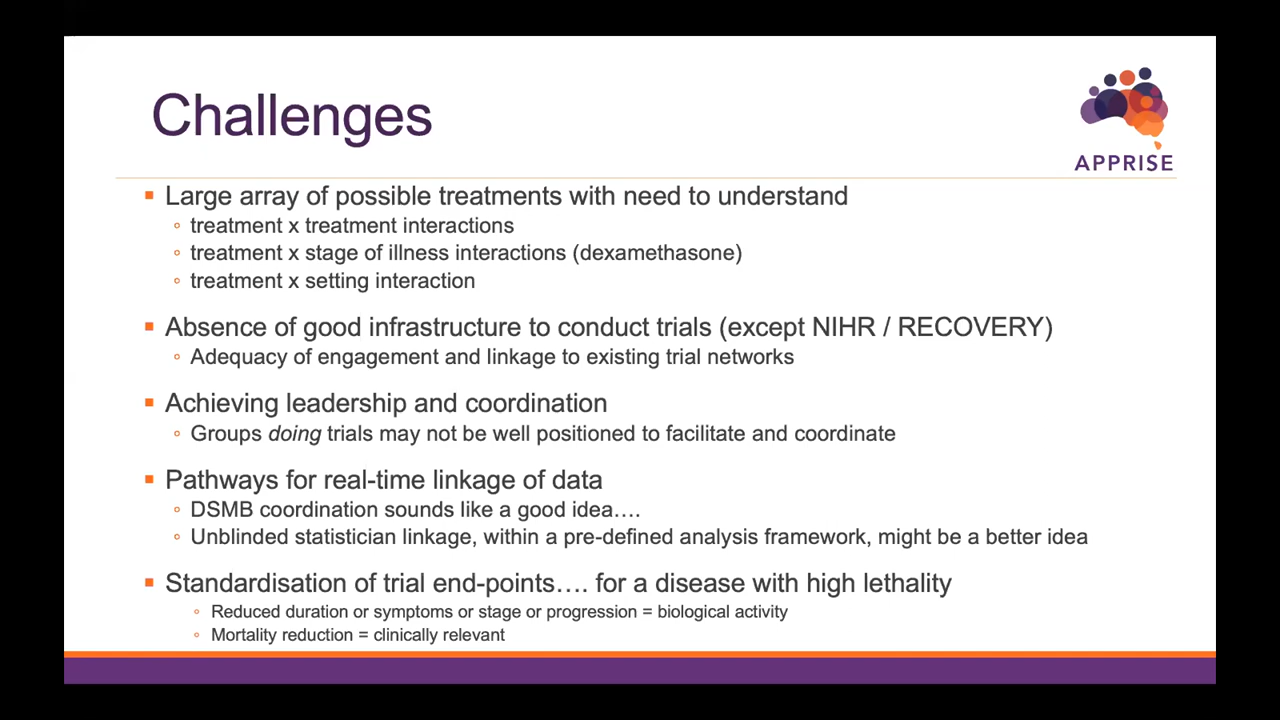 Challenges
APPRISE
Large array of possible treatments with need to understand
treatment x treatment interactions
treatment x stage of illness interactions (dexamethasone)
treatment x setting interaction
Absence of good infrastructure to conduct trials (except NIHR / RECOVERY)
Adequacy of engagement and linkage to existing trial networks
Achieving leadership and coordination
Groups doing trials may not be well positioned to facilitate and coordinate
Pathways for real-time linkage of data
DSMB coordination sounds like a good idea….
Unblinded statistician linkage, within a pre-defined analysis framework, might be a better idea
Standardisation of trial end-points…. for a disease with high lethality
Reduced duration or symptoms or stage or progression = biological activity
Mortality reduction = clinically relevant